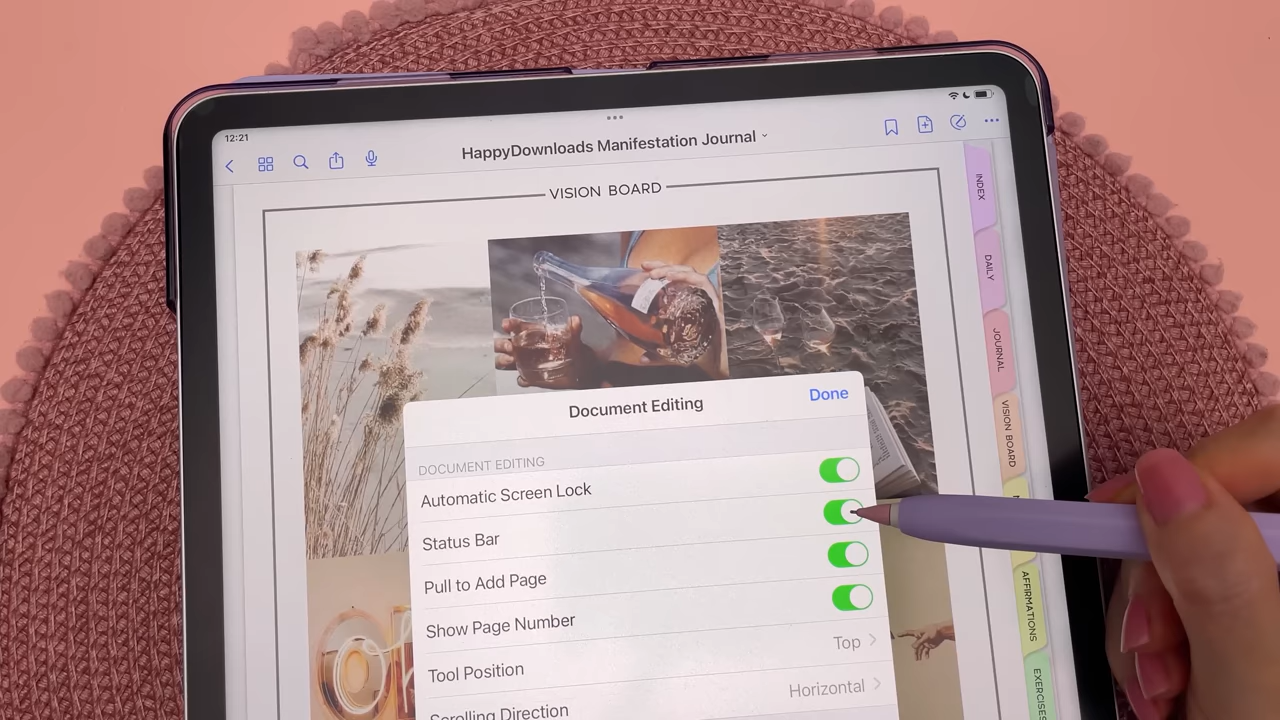 12:21
HappyDownloads Manifestation Journal
VISION BOARD
INDEX
DAILY
JOURNAL
VISION BOARD
AFFIRMATIONS
EXERCISES
Document Editing
Done
DOCUMENT EDITING
Automatic Screen Lock
Status Bar
Pull to Add Page
Show Page Number
Tool Position
Top
Scrolling Direction
Horizontal